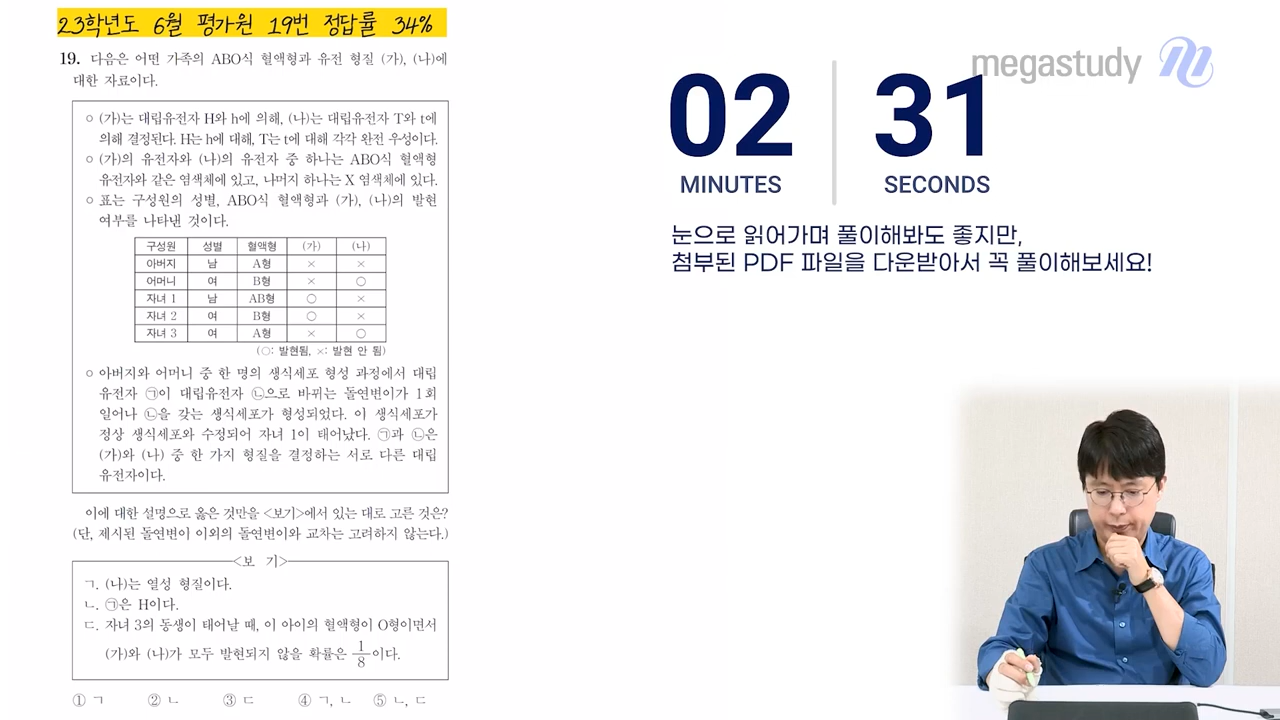 23학년도 6월 평가원 19번 정답률 34%
19. 다음은 어떤 가족의 ABO식 혈액형과 유전 형질 (가), (나)에
대한 자료이다.
○ (가)는 대립유전자 H와 h에 의해, (나)는 대립유전자 T와 t에
의해 결정된다. H는 h에 대해, T는 t에 대해 각각 완전 우성이다.
○ (가)의 유전자와 (나)의 유전자 중 하나는 ABO식 혈액형
유전자와 같은 염색체에 있고, 나머지 하나는 X 염색체에 있다.
○ 표는 구성원의 성별, ABO식 혈액형과 (가), (나)의 발현
여부를 나타낸 것이다.
구성원 성별 혈액형 (가) (나)
아버지 남 A형 × ×
어머니 여 B형 × ○
자녀 1 남 AB형 ○ ×
자녀 2 여 B형 ○ ×
자녀 3 여 A형 × ○
(○: 발현됨, ×: 발현 안 됨)
○ 아버지와 어머니 중 한 명의 생식세포 형성 과정에서 대립
유전자 ㉠이 대립유전자 ㉡으로 바뀌는 돌연변이가 1회
일어나 ㉡을 갖는 생식세포가 형성되었다. 이 생식세포가
정상 생식세포와 수정되어 자녀 1이 태어났다. ㉠과 ㉡은
(가)와 (나) 중 한 가지 형질을 결정하는 서로 다른 대립
유전자이다.
이에 대한 설명으로 옳은 것만을 <보기>에서 있는 대로 고른 것은?
(단, 제시된 돌연변이 이외의 돌연변이와 교차는 고려하지 않는다.)
<보 기>
ㄱ. (나)는 열성 형질이다.
ㄴ. ㉠은 H이다.
ㄷ. 자녀 3의 동생이 태어날 때, 이 아이의 혈액형이 O형이면서
(가)와 (나)가 모두 발현되지 않을 확률은 1/8이다.
① ㄱ ② ㄴ ③ ㄷ ④ ㄱ, ㄴ ⑤ ㄴ, ㄷ
megastudy
02 31
MINUTES SECONDS
눈으로 읽어가며 풀이해봐도 좋지만,
첨부된 PDF 파일을 다운받아서 꼭 풀이해보세요!